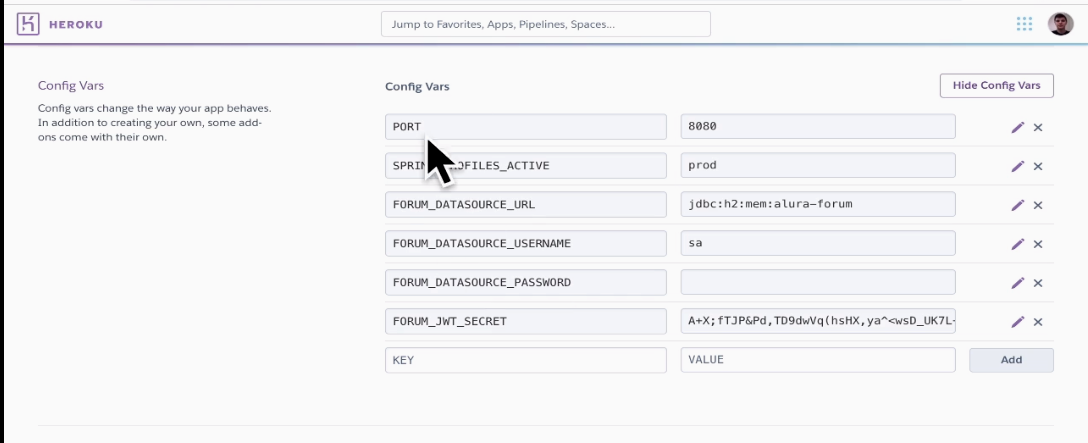 HEROKU
Jump to Favorites, Apps, Pipelines, Spaces...
Config Vars
Config vars change the way your app behaves.
In addition to creating your own, some add-
ons come with their own.
Config Vars
Hide Config Vars
PORT 8080
prod
FORUM_DATASOURCE_URL jdbc:h2:mem:alura-forum
FORUM_DATASOURCE_USERNAME sa
FORUM_DATASOURCE_PASSWORD
FORUM_JWT_SECRET A+X;fTJP&Pd,TD9dwVq(hsHX,ya^<wsD_UK7L
KEY VALUE Add